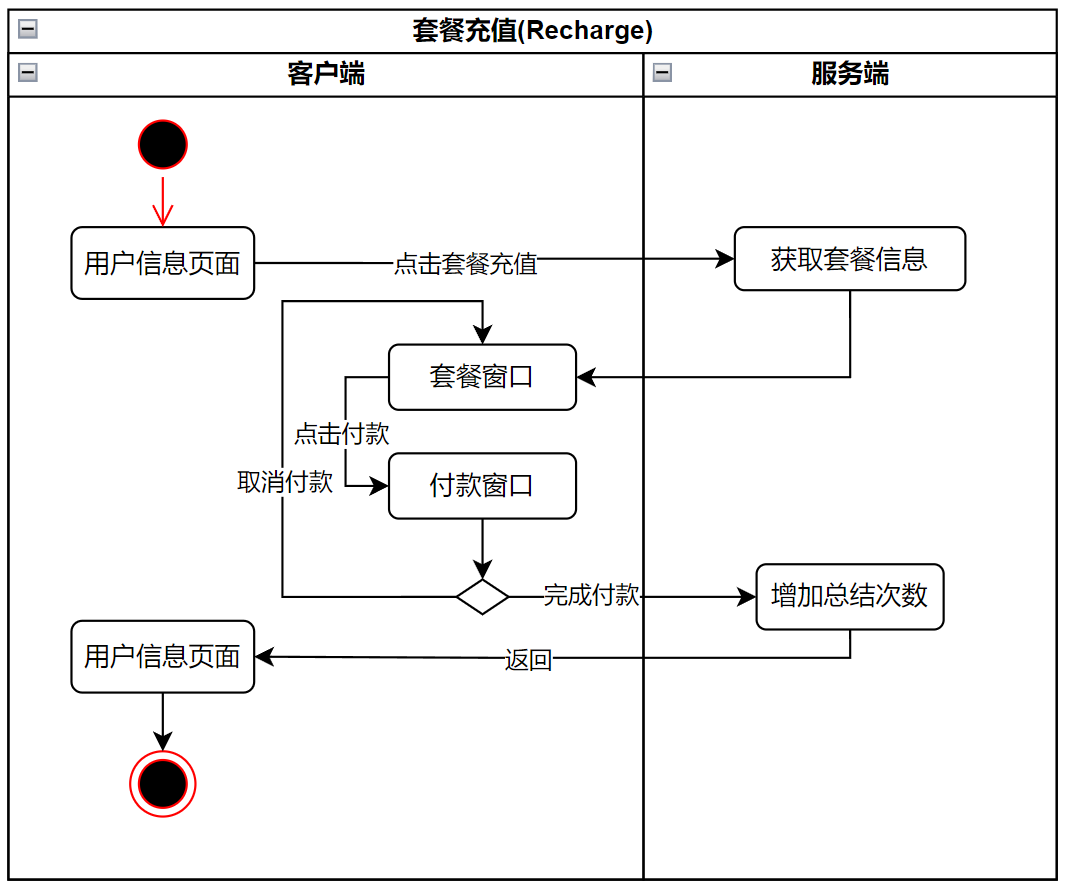 套餐充值(Recharge)
客户端
服务端
用户信息页面
点击套餐充值
获取套餐信息
套餐窗口
点击付款
取消付款
付款窗口
完成付款
增加总结次数
用户信息页面
返回